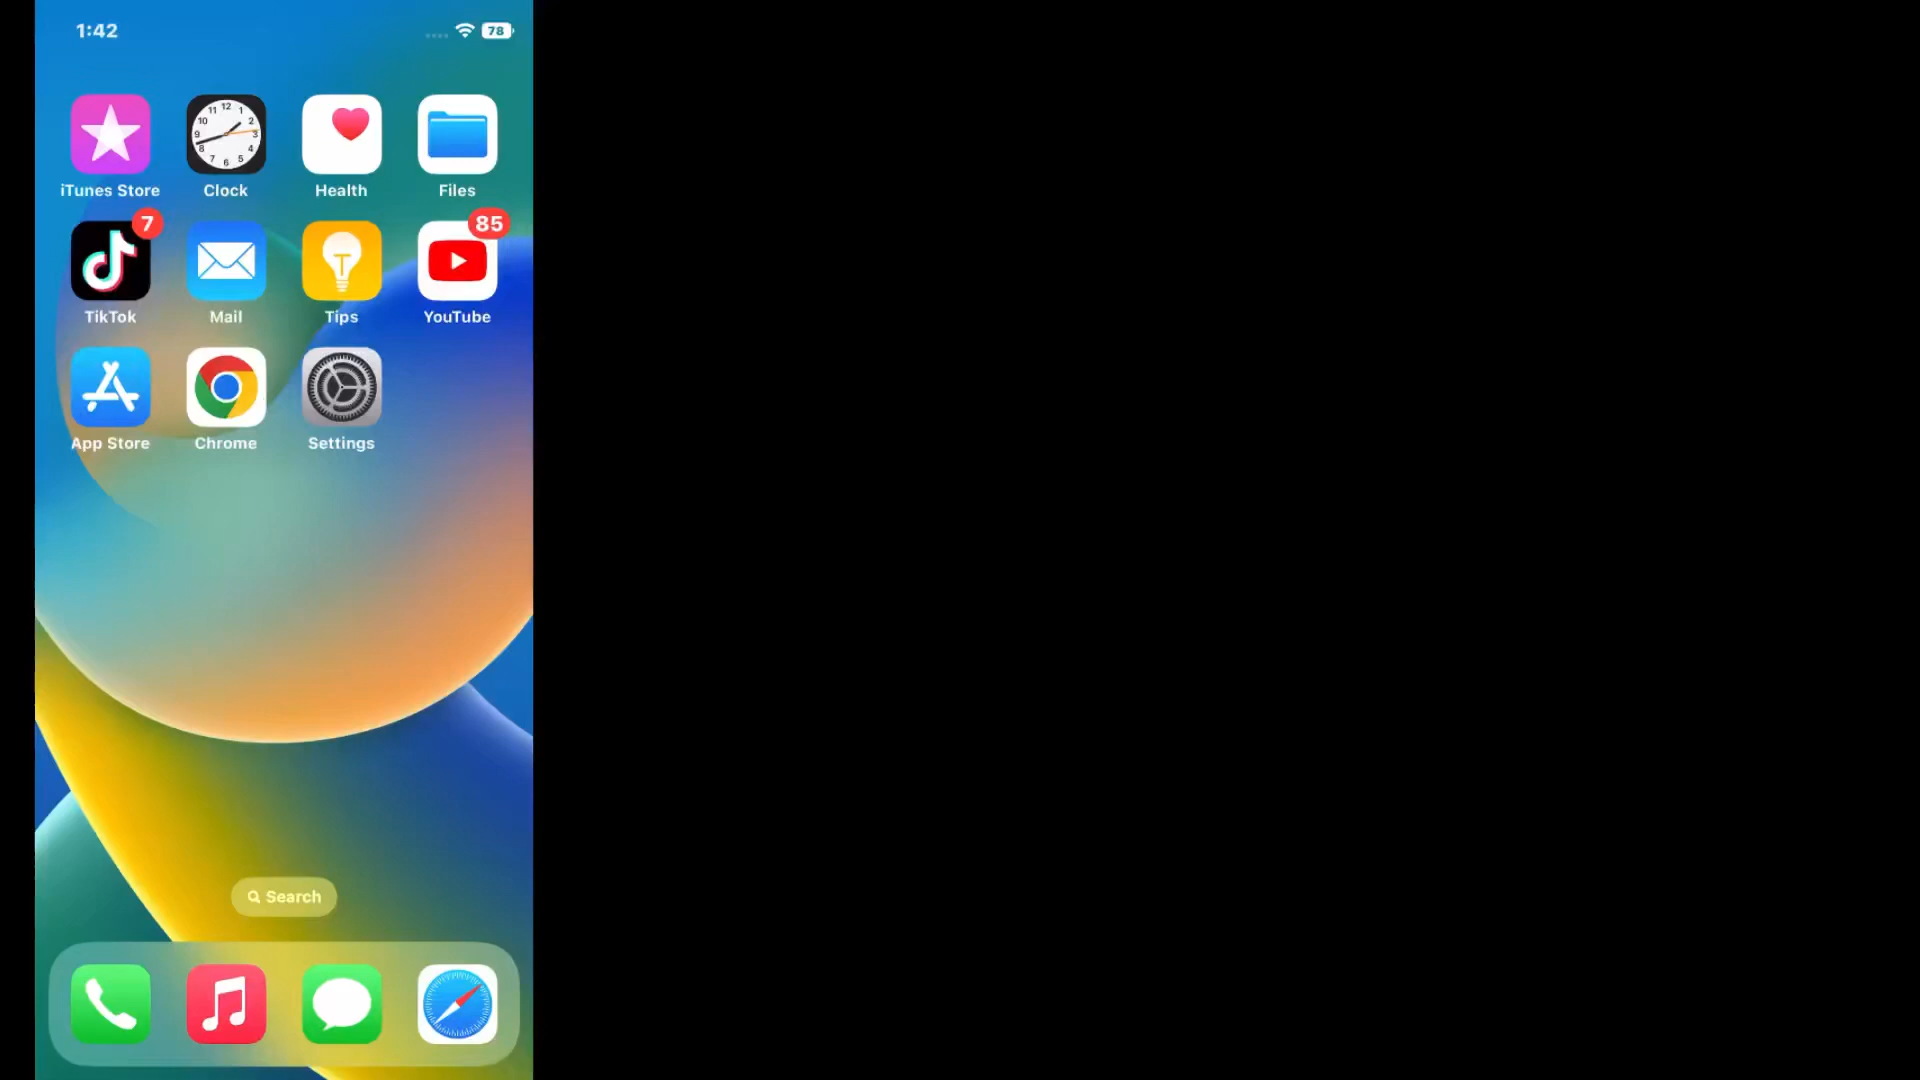 1:42
78
iTunes Store
Clock
Health
Files
7
85
TikTok
Mail
Tips
YouTube
App Store
Chrome
Settings
Search